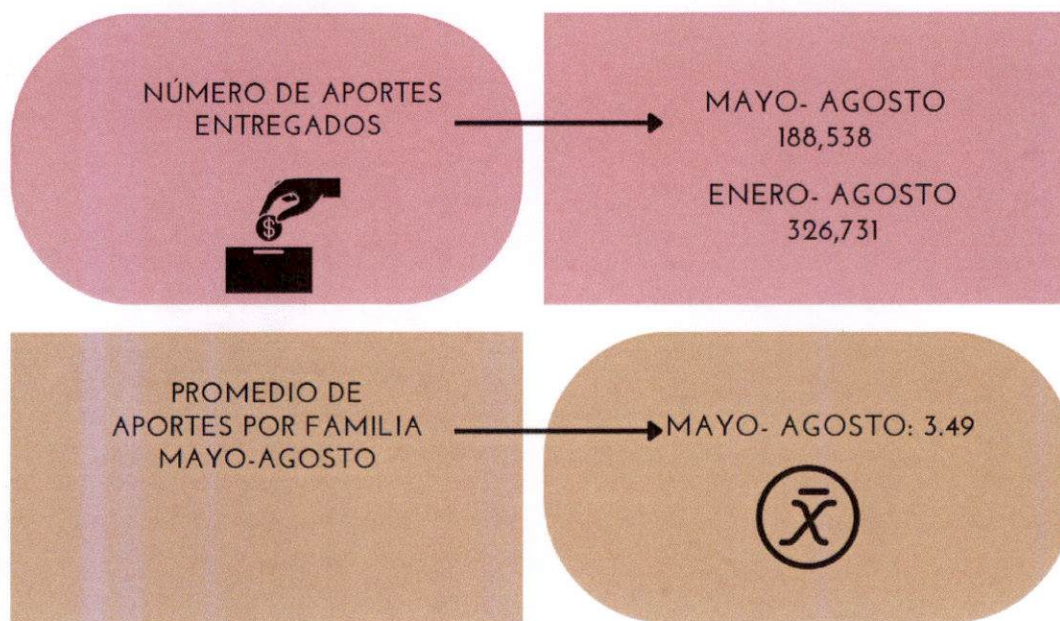 NÚMERO DE APORTES
ENTREGADOS
$
MAYO- AGOSTO
188,538
ENERO- AGOSTO
326,731
PROMEDIO DE
APORTES POR FAMILIA
MAYO-AGOSTO
MAYO- AGOSTO: 3.49
x̄